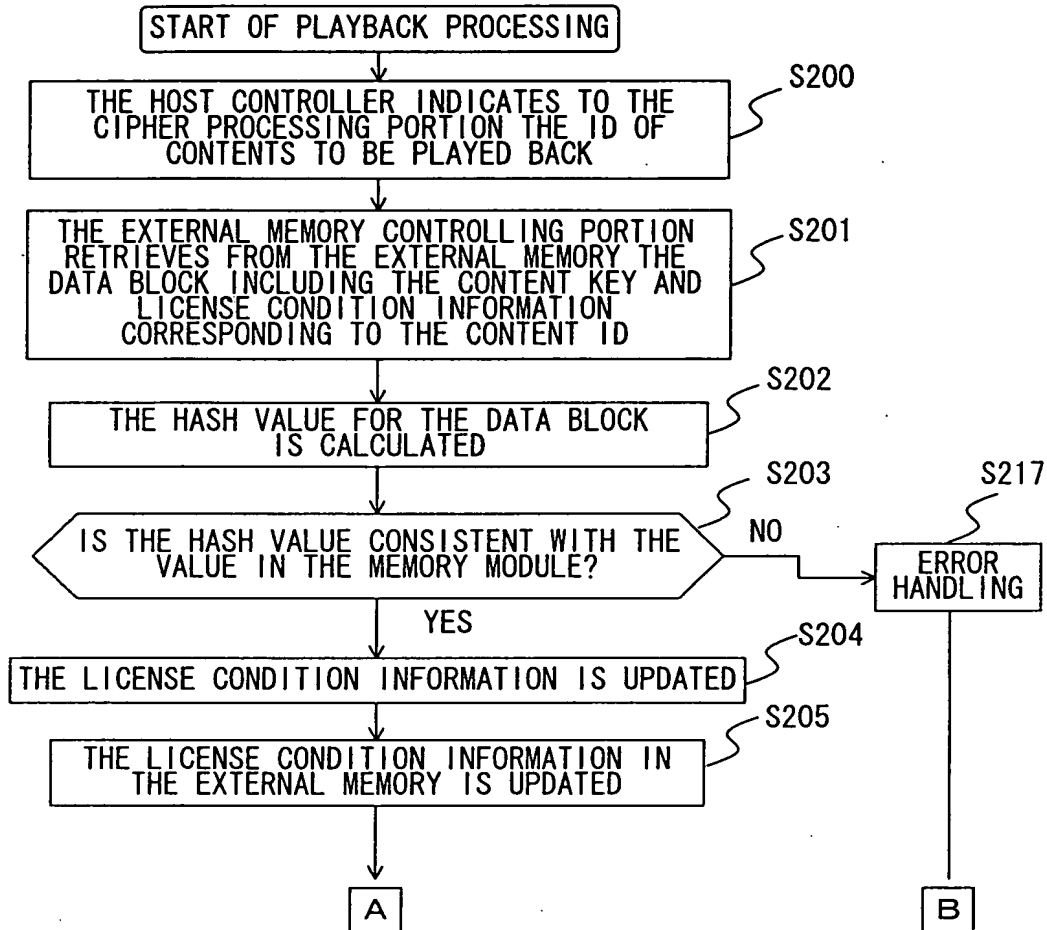 START OF PLAYBACK PROCESSING
S200
THE HOST CONTROLLER INDICATES TO THE
CIPHER PROCESSING PORTION THE ID OF
CONTENTS TO BE PLAYED BACK
S201
THE EXTERNAL MEMORY CONTROLLING PORTION
RETRIEVES FROM THE EXTERNAL MEMORY THE
DATA BLOCK INCLUDING THE CONTENT KEY AND
LICENSE CONDITION INFORMATION
CORRESPONDING TO THE CONTENT ID
S202
THE HASH VALUE FOR THE DATA BLOCK
IS CALCULATED
S203
IS THE HASH VALUE CONSISTENT WITH THE
VALUE IN THE MEMORY MODULE?
NO
S217
ERROR
HANDLING
YES
S204
THE LICENSE CONDITION INFORMATION IS UPDATED
S205
THE LICENSE CONDITION INFORMATION IN
THE EXTERNAL MEMORY IS UPDATED
A
B